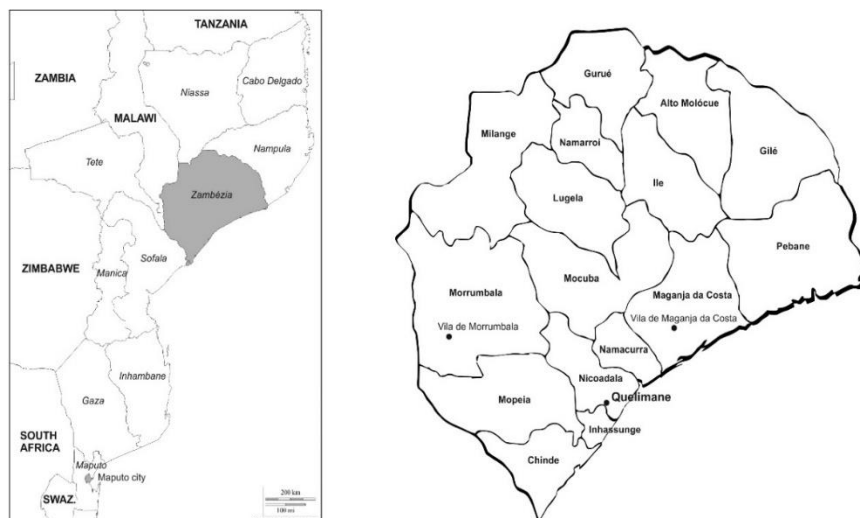 TANZANIA
ZAMBIA
Cabo Delgado
Niassa
MALAWI
Nampula
Tete
Zambézia
ZIMBABWE
Sofala
Manica
Inhambane
Gaza
SOUTH
AFRICA
Maputo
Maputo city
SWAZ.
200 km
100 mi
Gurué
Alto Molócue
Milange
Namarroi
Gilé
Ile
Lugela
Pebane
Mocuba
Morrumbala
Maganja da Costa
Vila de Maganja da Costa
Vila de Morrumbala
Namacurra
Nicoadala
Mopeia
Quelimane
Inhassunge
Chinde